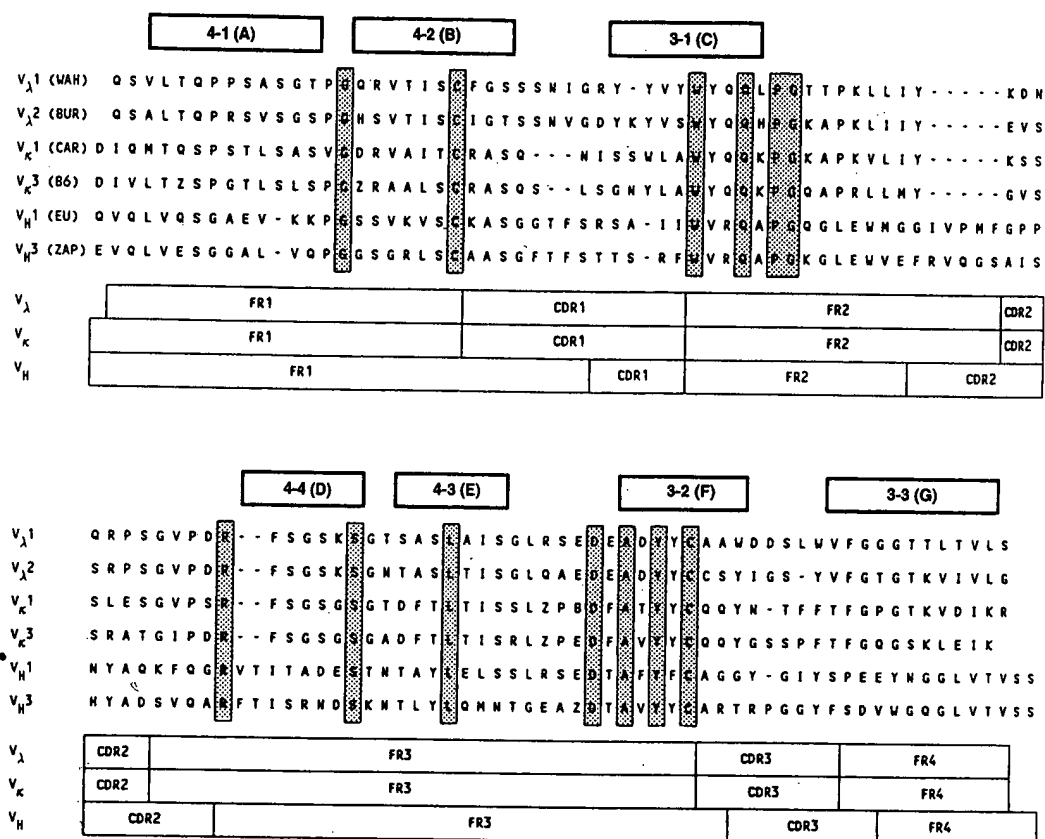 4-1 (A) 4-2 (B) 3-1 (C)
Vλ1 (WAH) Q S V L T Q P P S A S G T P G Q R V T I S C F G S S S N I G R Y - Y V Y W Y Q Q L P G T T P K L L I Y - - - - - K D N
Vλ2 (BUR) Q S A L T Q P R S V S G S P G H S V T I S C I G T S S N V G D Y K Y V S W Y Q Q H P G K A P K L I I Y - - - - - E V S
Vκ1 (CAR) D I Q M T Q S P S T L S A S V G D R V A I T C R A S Q - - - N I S S W L A W Y Q Q K P G K A P K V L I Y - - - - - K S S
Vκ3 (B6) D I V L T Z S P G T L S L S P G Z R A A L S C R A S Q S - - L S G N Y L A W Y Q Q K P G Q A P R L L M Y - - - - - G V S
VH1 (EU) Q V Q L V Q S G A E V - K K P G S S V K V S C K A S G G T F S R S A - I I W V R Q A P G Q G L E W M G G I V P M F G P P
VH3 (ZAP) E V Q L V E S G G A L - V Q P G G S G R L S C A A S G F T F S T T S - R F W V R Q A P G K G L E W V E F R V Q G S A I S
Vλ FR1 CDR1 FR2 CDR2
Vκ FR1 CDR1 FR2 CDR2
VH FR1 CDR1 FR2 CDR2
4-4 (D) 4-3 (E) 3-2 (F) 3-3 (G)
Vλ1 Q R P S G V P D R - - F S G S K S G T S A S L A I S G L R S E D E A D Y Y C A A W D D S L W V F G G G T T L T V L S
Vλ2 S R P S G V P D R - - F S G S K S G N T A S L T I S G L Q A E D E A D Y Y C C S Y I G S - Y V F G T G T K V I V L G
Vκ1 S L E S G V P S R - - F S G S G S G T D F T L T I S S L Z P B D F A T Y Y C Q Q Y N - T F F T F G P G T K V D I K R
Vκ3 S R A T G I P D R - - F S G S G S G A D F T L T I S R L Z P E D F A V Y Y C Q Q Y G S S P F T F G Q G S K L E I K
VH1 N Y A Q K F Q G R V T I T A D E S T N T A Y L E L S S L R S E D T A F Y F C A G G Y - G I Y S P E E Y N G G L V T V S S
VH3 H Y A D S V Q A R F T I S R N D S K N T L Y L Q M N T G E A Z D T A V Y Y C A R T R P G G Y F S D V W G Q G L V T V S S
Vλ CDR2 FR3 CDR3 FR4
Vκ CDR2 FR3 CDR3 FR4
VH CDR2 FR3 CDR3 FR4